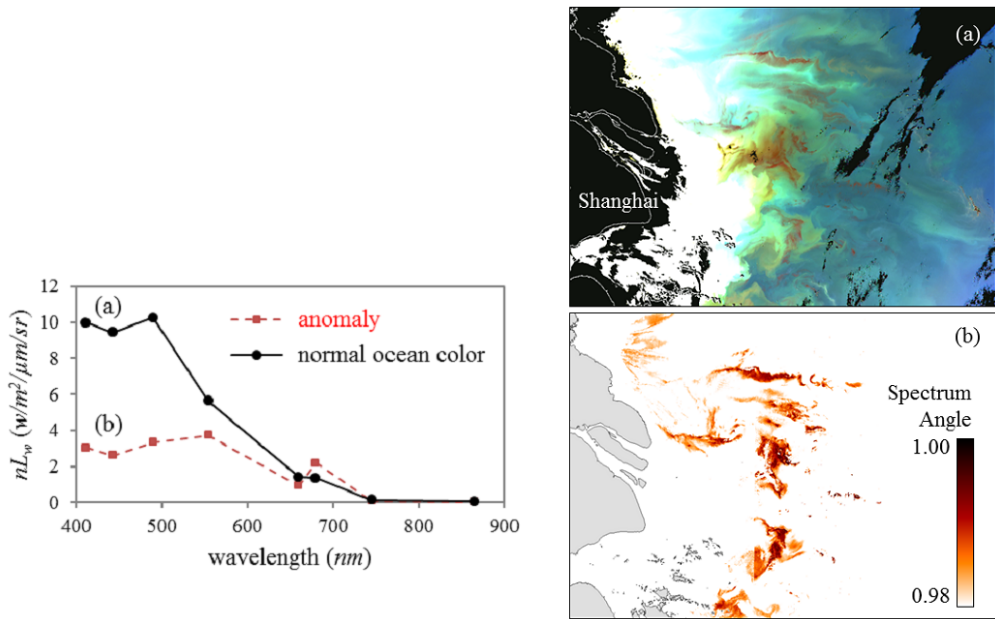 (a)
Shanghai
12
10
8
6
4
2
0
(a)
(b)
anomaly
normal ocean color
nLw (w/m²/μm/sr)
400 500 600 700 800 900
wavelength (nm)
(b)
Spectrum
Angle
1.00
0.98